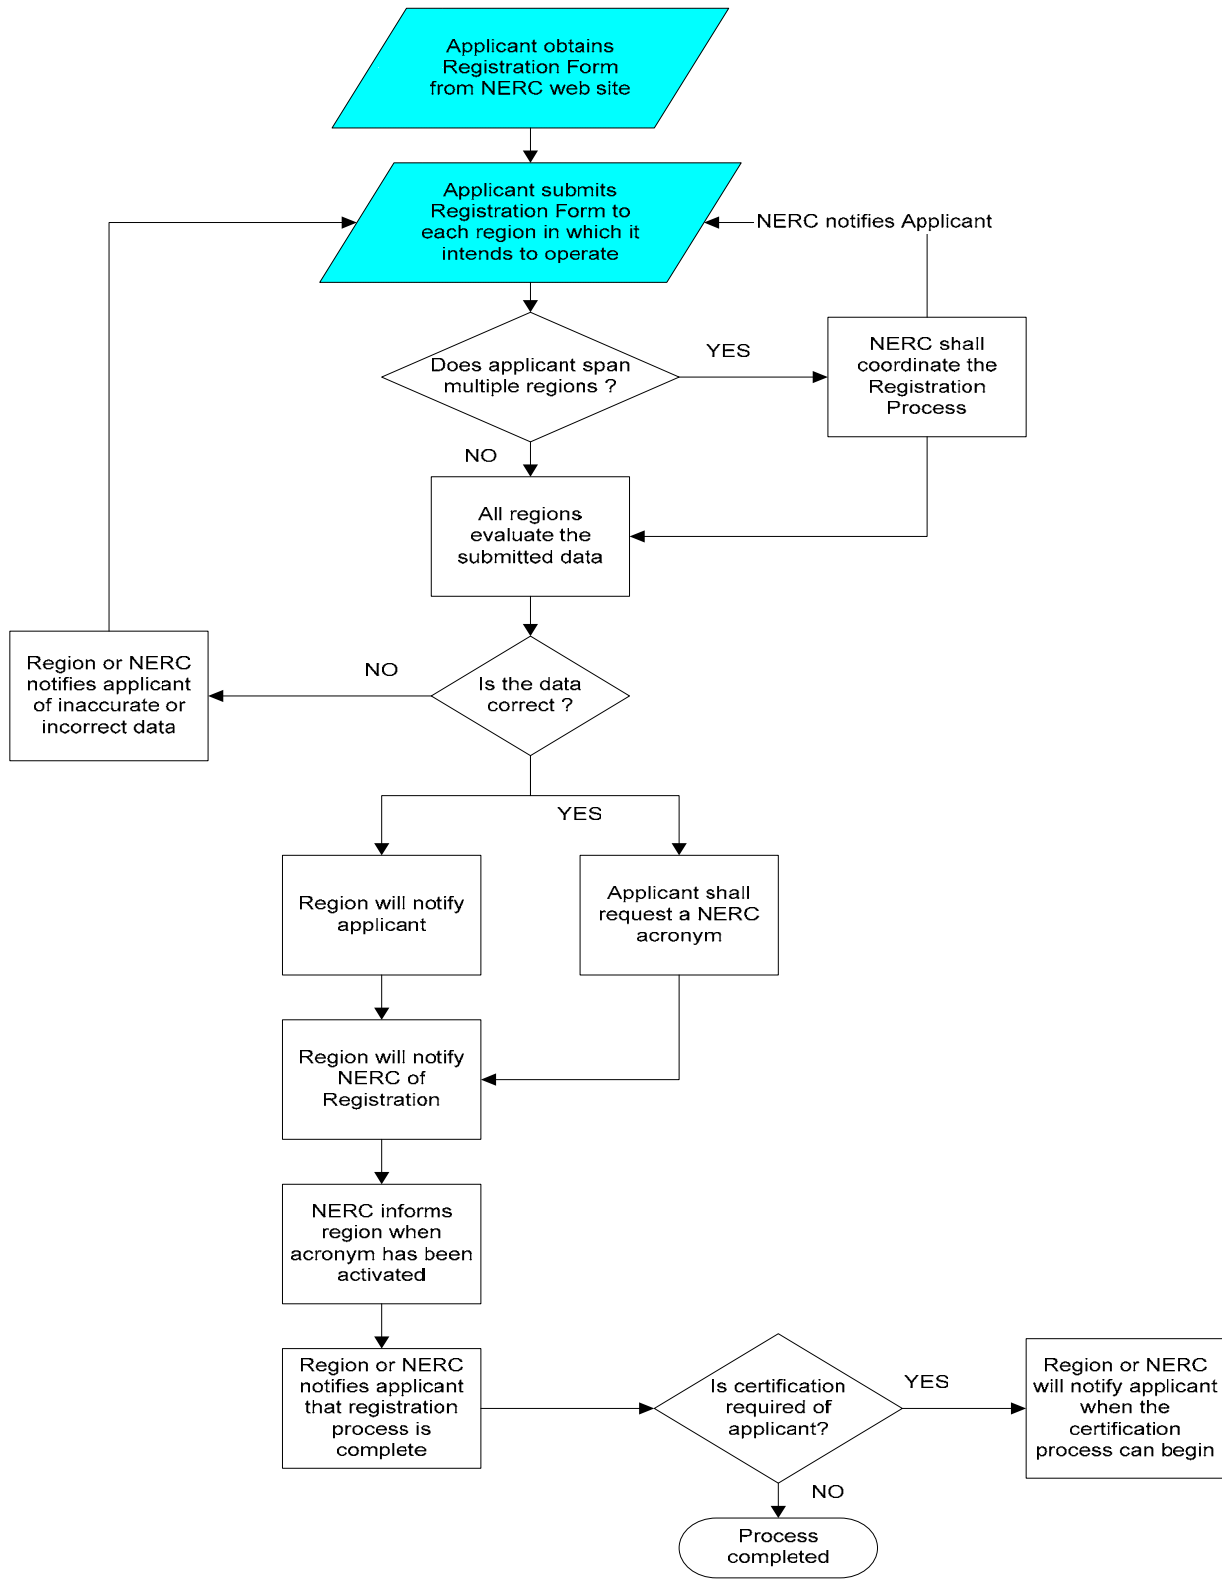 Applicant obtains
Registration Form
from NERC web site
Applicant submits
Registration Form to
each region in which it
intends to operate
NERC notifies Applicant
Does applicant span
multiple regions ?
YES
NERC shall
coordinate the
Registration
Process
NO
All regions
evaluate the
submitted data
Is the data
correct ?
NO
Region or NERC
notifies applicant
of inaccurate or
incorrect data
YES
Region will notify
applicant
Applicant shall
request a NERC
acronym
Region will notify
NERC of
Registration
NERC informs
region when
acronym has been
activated
Region or NERC
notifies applicant
that registration
process is
complete
Is certification
required of
applicant?
YES
Region or NERC
will notify applicant
when the
certification
process can begin
NO
Process
completed